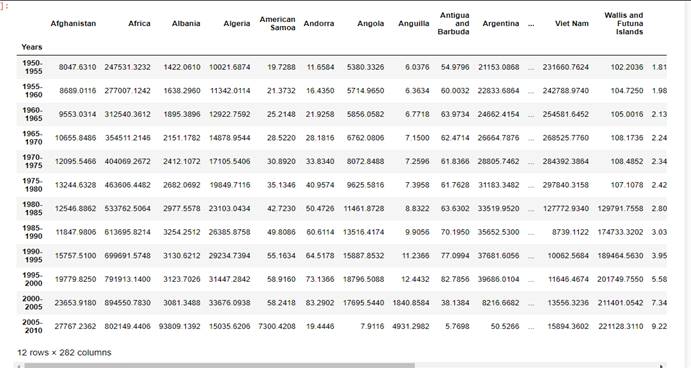 ]:
Afghanistan Africa Albania Algeria American Samoa Andorra Angola Anguilla Antigua and Barbuda Argentina ... Viet Nam Wallis and Futuna Islands
Years
1950-1955 8047.6310 247531.3232 1422.0610 10021.6874 19.7288 11.6584 5380.3326 6.0376 54.9796 21153.0868 ... 231660.7624 102.2036 1.81
1955-1960 8689.0116 277007.1242 1638.2960 11342.0114 21.3732 16.4350 5714.9650 6.3634 60.0032 22833.6864 ... 242788.9740 104.7250 1.98
1960-1965 9553.0314 312540.3612 1895.3896 12922.7592 25.2148 21.9258 5856.0582 6.7718 63.9734 24662.4154 ... 254581.6452 105.0016 2.13
1965-1970 10655.8486 354511.2146 2151.1782 14878.9544 28.5220 28.1816 6762.0806 7.1500 62.4714 26664.7876 ... 268525.7760 108.1736 2.24
1970-1975 12095.5466 404069.2672 2412.1072 17105.5406 30.8920 33.8340 8072.8488 7.2596 61.8366 28805.7462 ... 284392.3864 108.4852 2.34
1975-1980 13244.6328 463606.4482 2682.0692 19849.7116 35.1346 40.9574 9625.5816 7.3958 61.7628 31183.3482 ... 297840.3158 107.1078 2.42
1980-1985 12546.8862 533762.5064 2977.5578 23103.0434 42.7230 50.4726 11461.8728 8.8322 63.6302 33519.9520 ... 127772.9340 129791.7558 2.80
1985-1990 11847.9806 613695.8214 3254.2512 26385.8758 49.8086 60.6114 13516.4174 9.9056 70.1950 35652.5300 ... 8739.1122 174733.3202 3.03
1990-1995 15757.5100 699691.5748 3130.6212 29234.7394 55.1634 64.5178 15887.8532 11.2366 77.0994 37681.6056 ... 10062.5684 189464.5630 3.95
1995-2000 19779.8250 791913.1400 3123.7026 31447.2842 58.9160 73.1366 18796.5088 12.4432 82.7856 39686.0104 ... 11646.4674 201749.7550 5.58
2000-2005 23653.9180 894550.7830 3081.3488 33676.0938 58.2418 83.2902 17695.5440 1840.8584 38.1384 8216.6682 ... 13556.3236 211401.0542 7.34
2005-2010 27767.2362 802149.4406 93809.1392 15035.6206 7300.4208 19.4446 7.9116 4931.2982 5.7698 50.5266 ... 15894.3602 221128.3110 9.22
12 rows × 282 columns